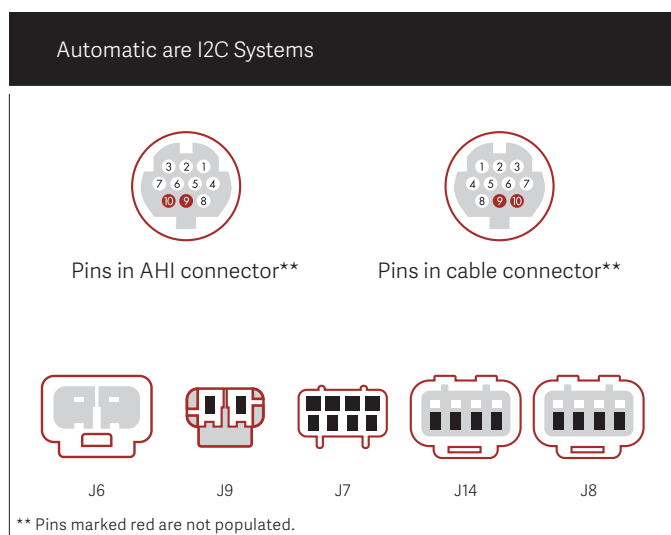 Automatic are I2C Systems
3 2 1
7 6 5 4
10 9 8
1 2 3
4 5 6 7
8 9 10
Pins in AHI connector**
Pins in cable connector**
J6
J9
J7
J14
J8
** Pins marked red are not populated.